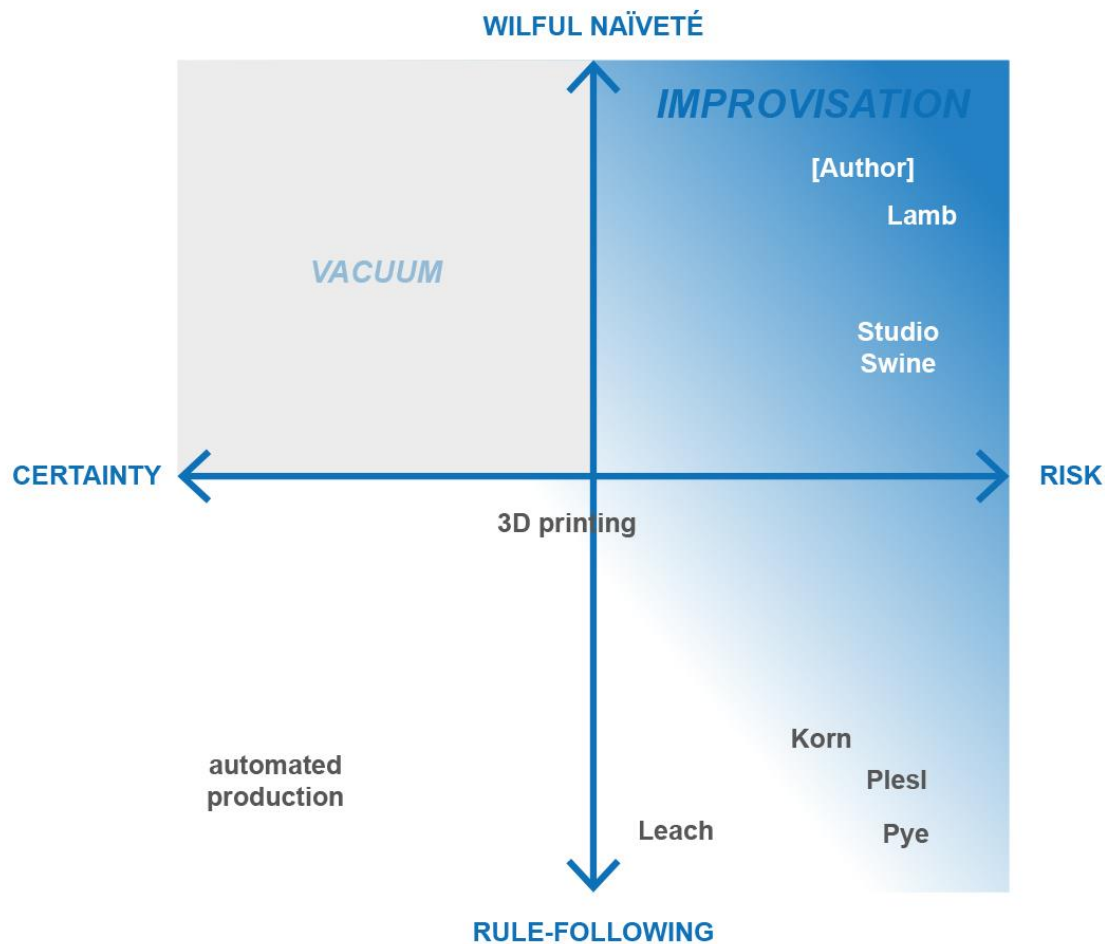 WILFUL NAÏVETÉ
IMPROVISATION
[Author]
Lamb
VACUUM
Studio
Swine
CERTAINTY
RISK
3D printing
Korn
automated
production
Plesl
Leach
Pye
RULE-FOLLOWING